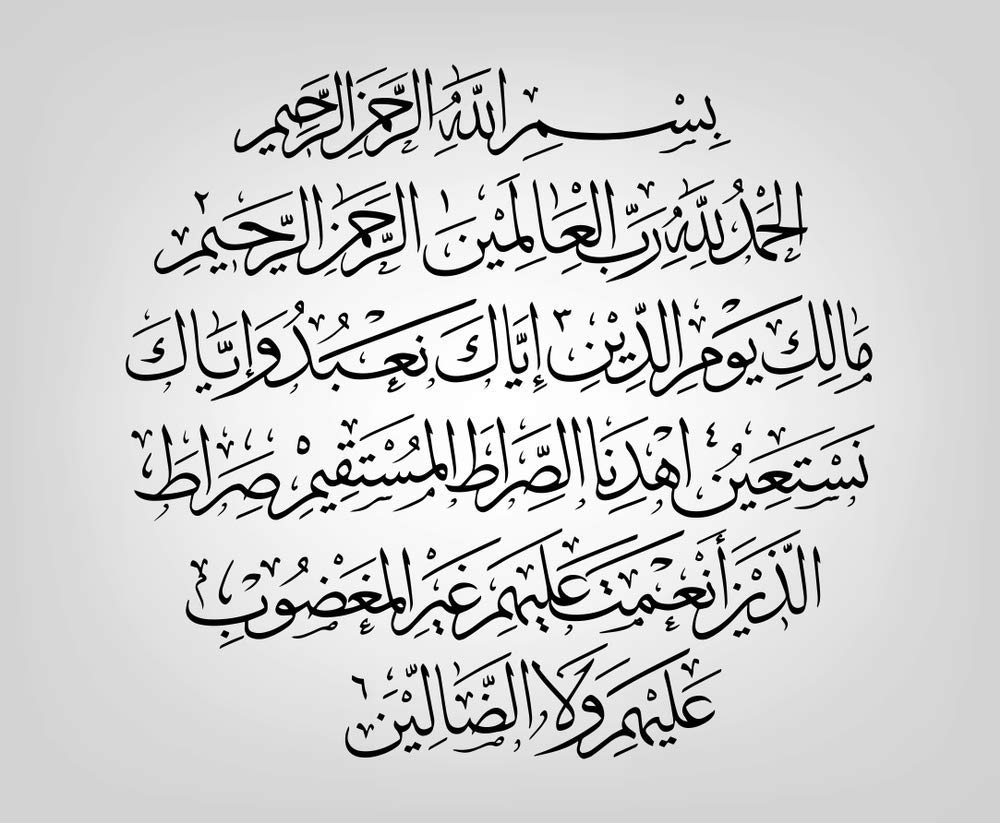 بِسْمِ اللهِ الرَّحْمَنِ الرَّحِيمِ
الْحَمْدُ لِلَّهِ رَبِّ الْعَالَمِينَ ١ الرَّحْمَنِ الرَّحِيمِ ٢
مَالِكِ يَوْمِ الدِّينِ ٣ إِيَّاكَ نَعْبُدُ وَإِيَّاكَ
نَسْتَعِينُ ٤ اهْدِنَا الصِّرَاطَ الْمُسْتَقِيمَ ٥ صِرَاطَ
الَّذِينَ أَنْعَمْتَ عَلَيْهِمْ غَيْرِ الْمَغْضُوبِ
عَلَيْهِمْ وَلَا الضَّالِّينَ ٦